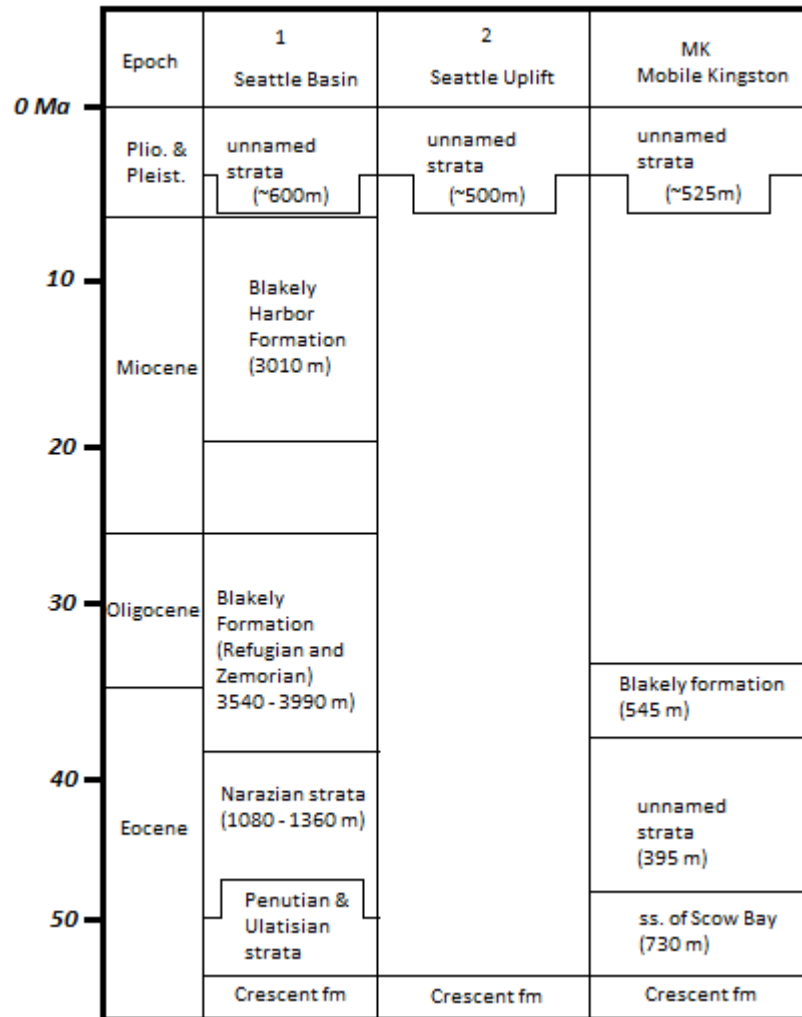 Epoch
1
Seattle Basin
2
Seattle Uplift
MK
Mobile Kingston
0 Ma
Plio. &
Pleist.
unnamed
strata
(~600m)
unnamed
strata
(~500m)
unnamed
strata
(~525m)
10
Miocene
Blakely
Harbor
Formation
(3010 m)
20
30
Oligocene
Blakely
Formation
(Refugian and
Zemorian)
3540 - 3990 m)
Blakely formation
(545 m)
40
Eocene
Narazian strata
(1080 - 1360 m)
unnamed
strata
(395 m)
50
Penutian &
Ulatisian
strata
ss. of Scow Bay
(730 m)
Crescent fm
Crescent fm
Crescent fm